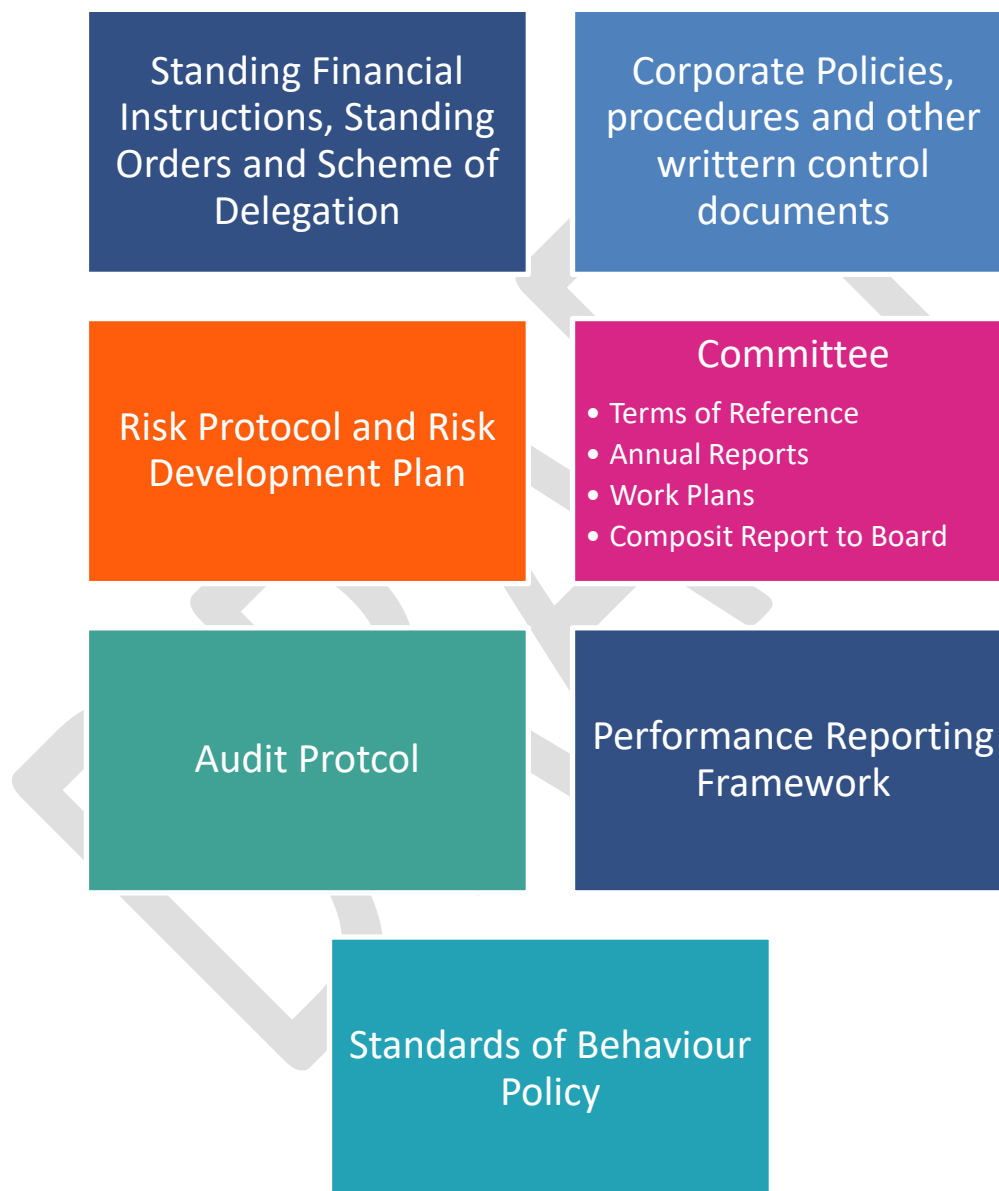 Standing Financial
Instructions, Standing
Orders and Scheme of
Delegation
Corporate Policies,
procedures and other
writtern control
documents
Risk Protocol and Risk
Development Plan
Committee
• Terms of Reference
• Annual Reports
• Work Plans
• Composit Report to Board
Audit Protcol
Performance Reporting
Framework
Standards of Behaviour
Policy